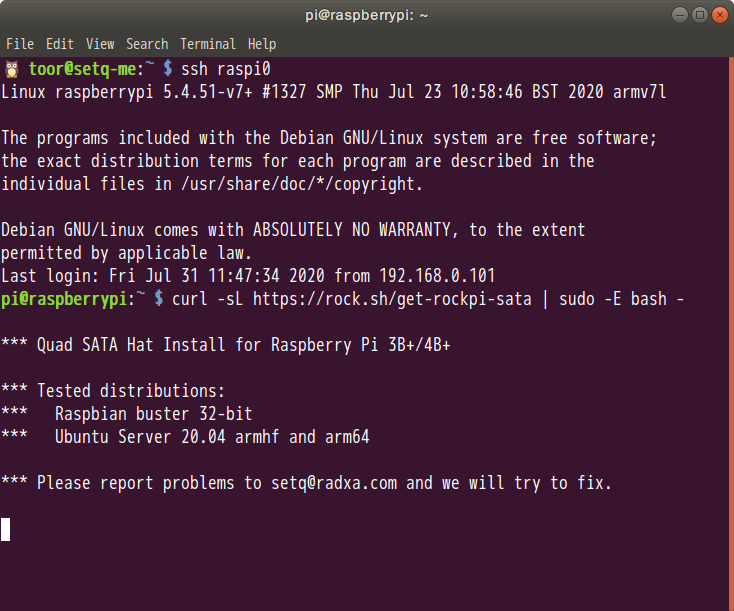 pi@raspberrypi: ~
File Edit View Search Terminal Help
toor@setq-me:~ $ ssh raspi0
Linux raspberrypi 5.4.51-v7+ #1327 SMP Thu Jul 23 10:58:46 BST 2020 armv7l
The programs included with the Debian GNU/Linux system are free software;
the exact distribution terms for each program are described in the
individual files in /usr/share/doc/*/copyright.
Debian GNU/Linux comes with ABSOLUTELY NO WARRANTY, to the extent
permitted by applicable law.
Last login: Fri Jul 31 11:47:34 2020 from 192.168.0.101
pi@raspberrypi:~ $ curl -sL https://rock.sh/get-rockpi-sata | sudo -E bash -
*** Quad SATA Hat Install for Raspberry Pi 3B+/4B+
*** Tested distributions:
***   Raspbian buster 32-bit
***   Ubuntu Server 20.04 armhf and arm64
*** Please report problems to setq@radxa.com and we will try to fix.